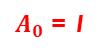 A₀ = I